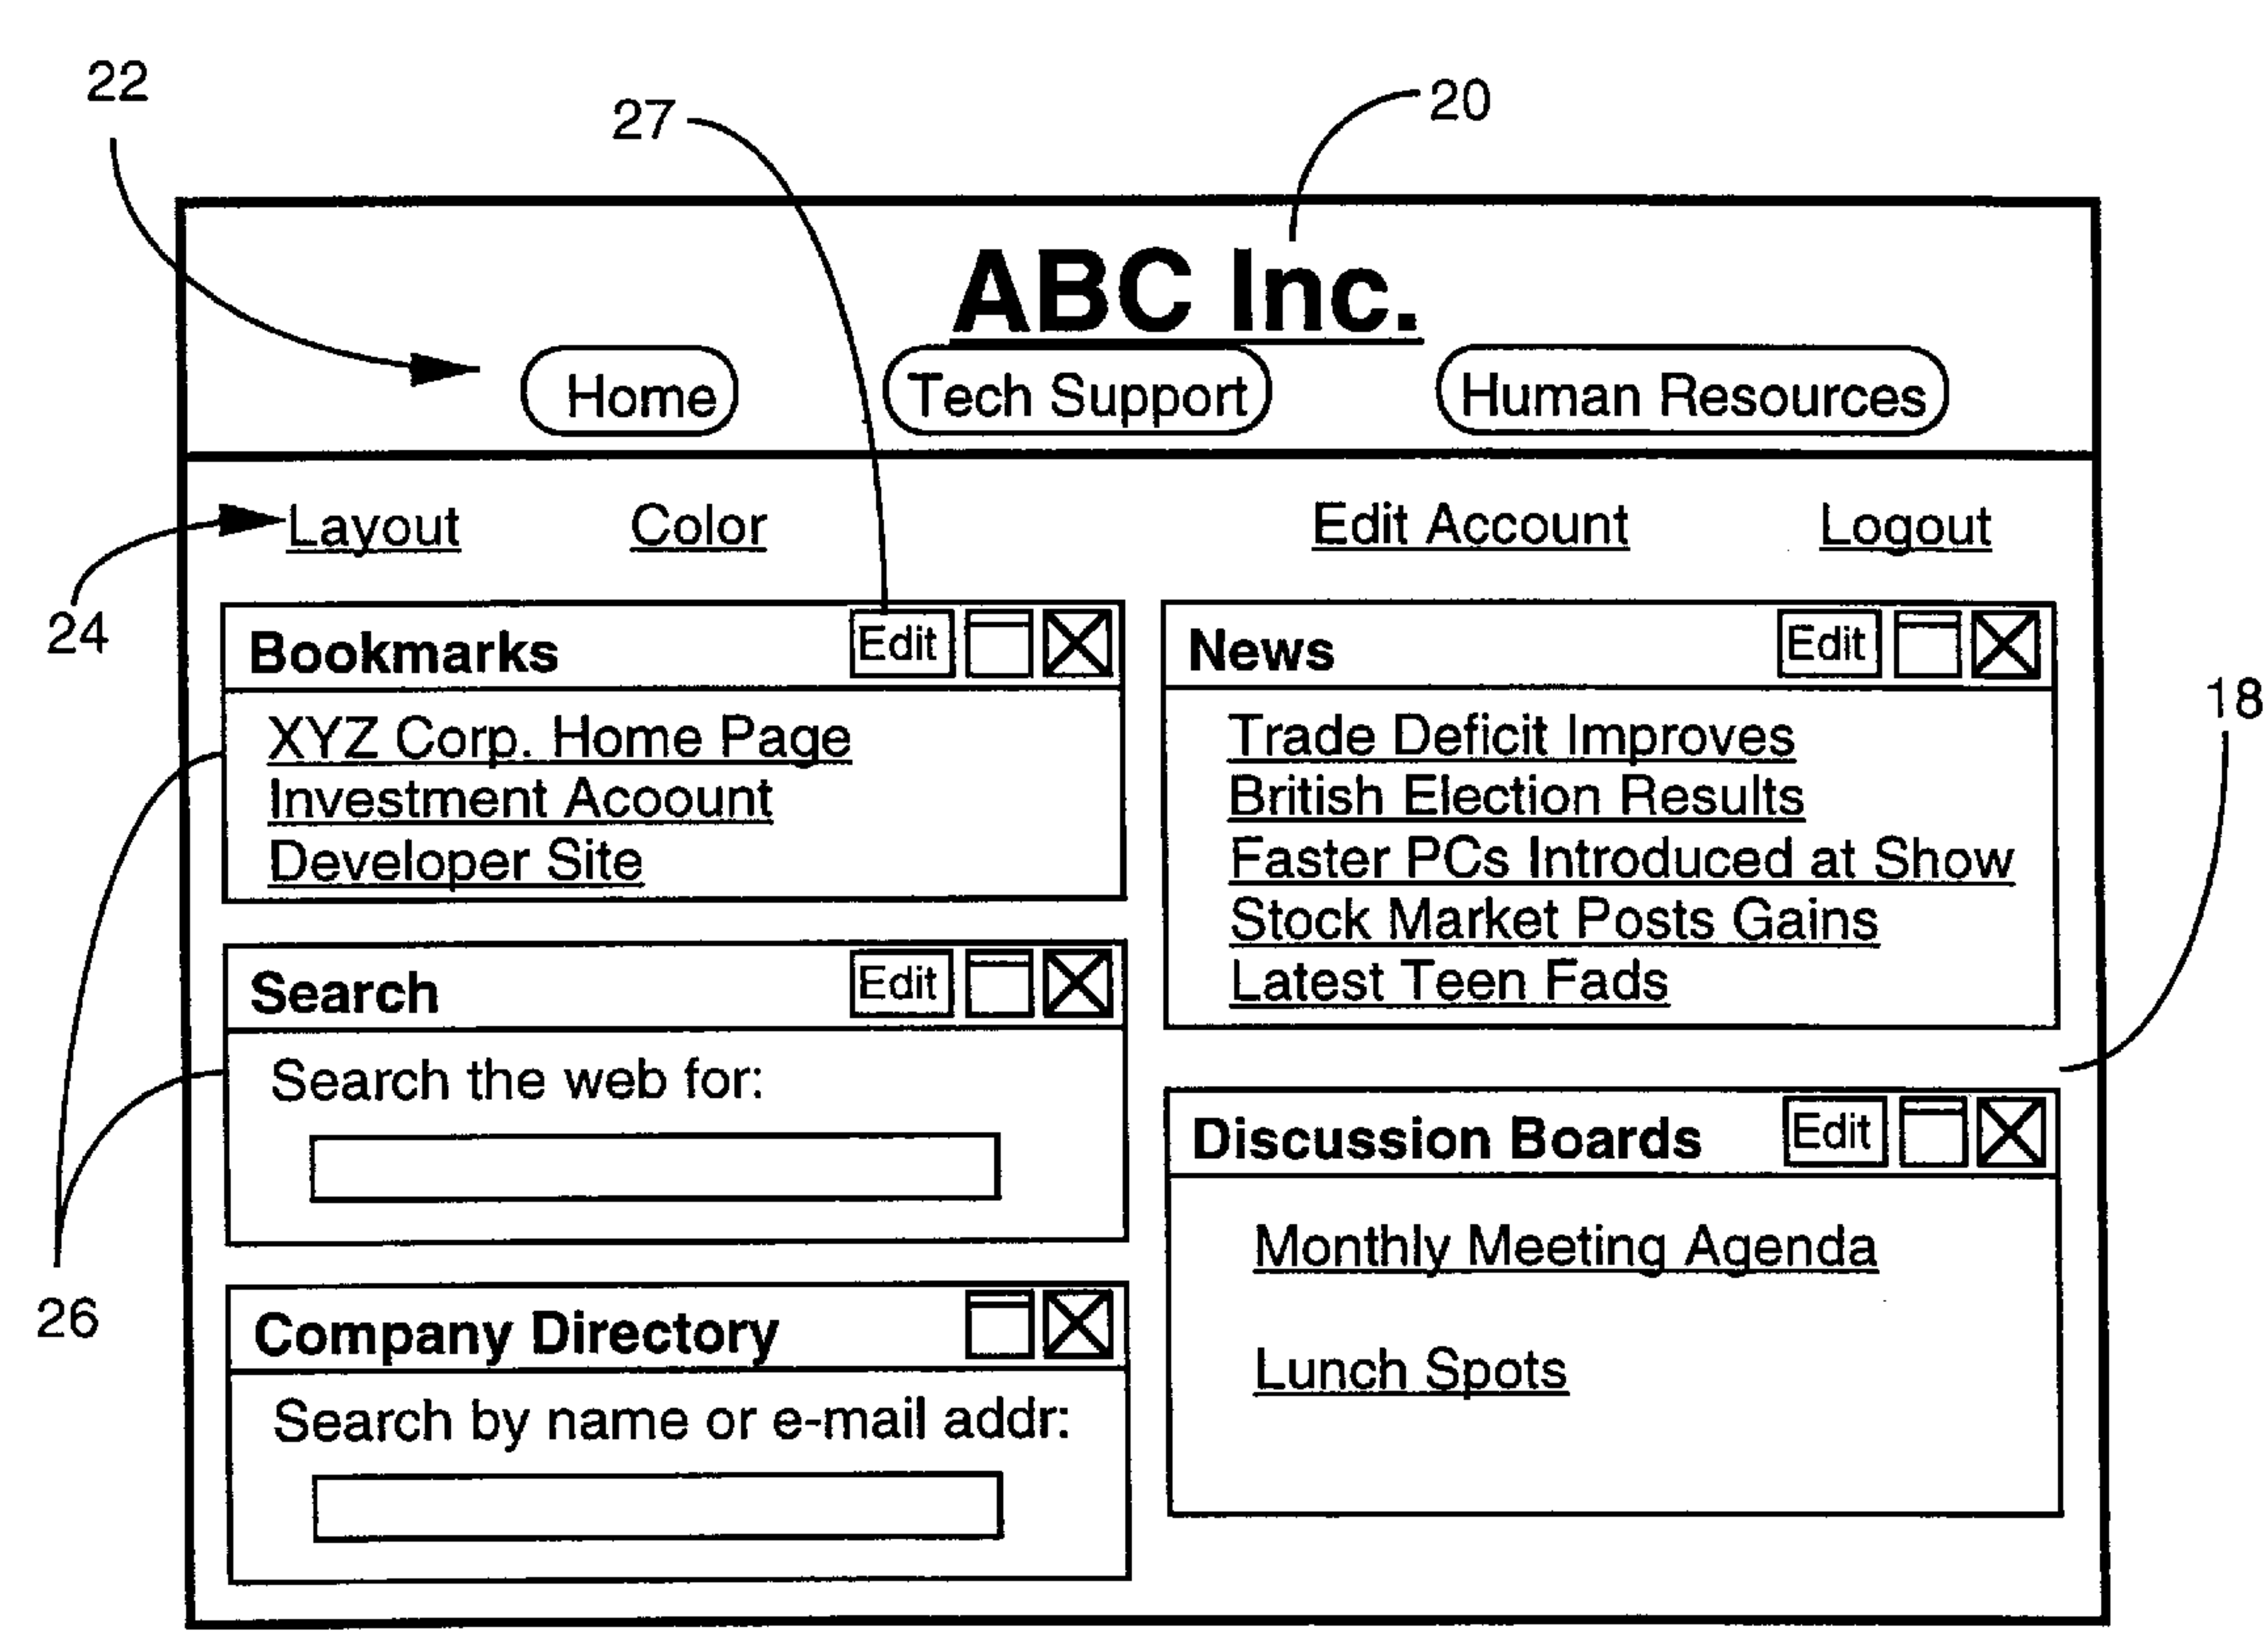 22
27
20
ABC Inc.
Home Tech Support Human Resources
Layout Color Edit Account Logout
24
Bookmarks Edit
XYZ Corp. Home Page
Investment Acoount
Developer Site
Search Edit
Search the web for:
26
Company Directory
Search by name or e-mail addr:
News Edit
Trade Deficit Improves
British Election Results
Faster PCs Introduced at Show
Stock Market Posts Gains
Latest Teen Fads
18
Discussion Boards Edit
Monthly Meeting Agenda
Lunch Spots